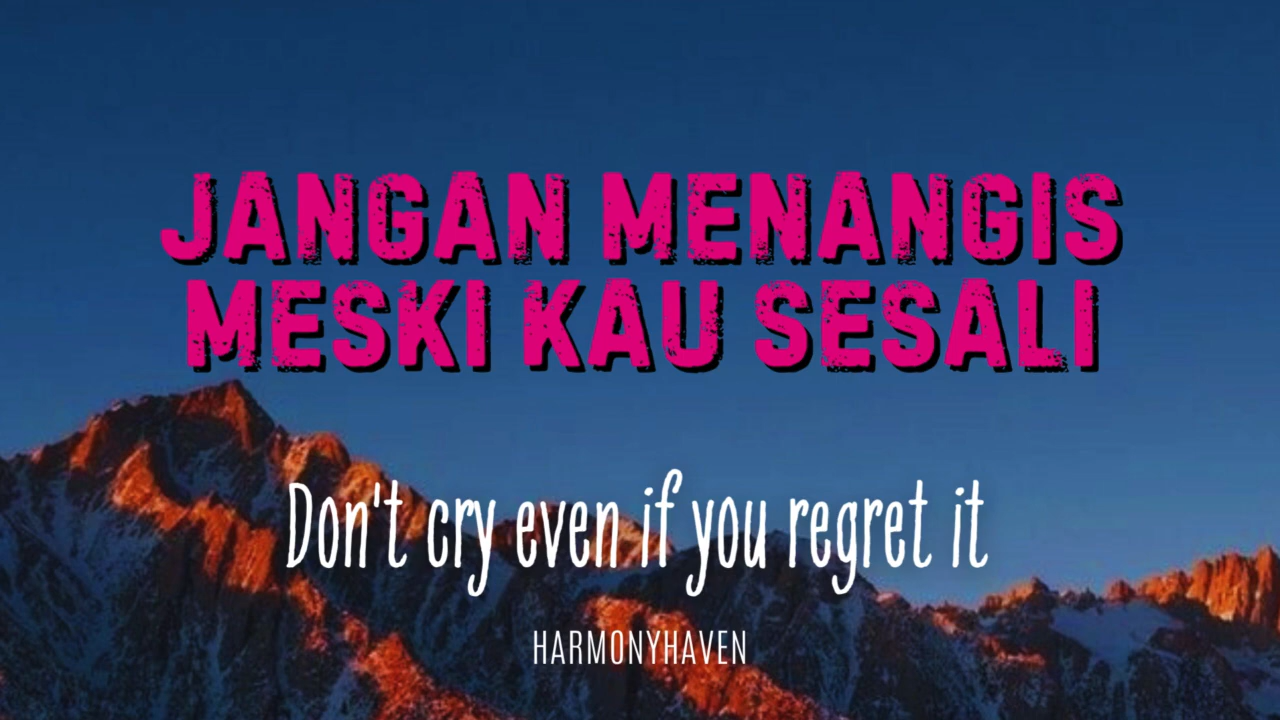 JANGAN MENANGIS
MESKI KAU SESALI
Don't cry even if you regret it
HARMONYHAVEN